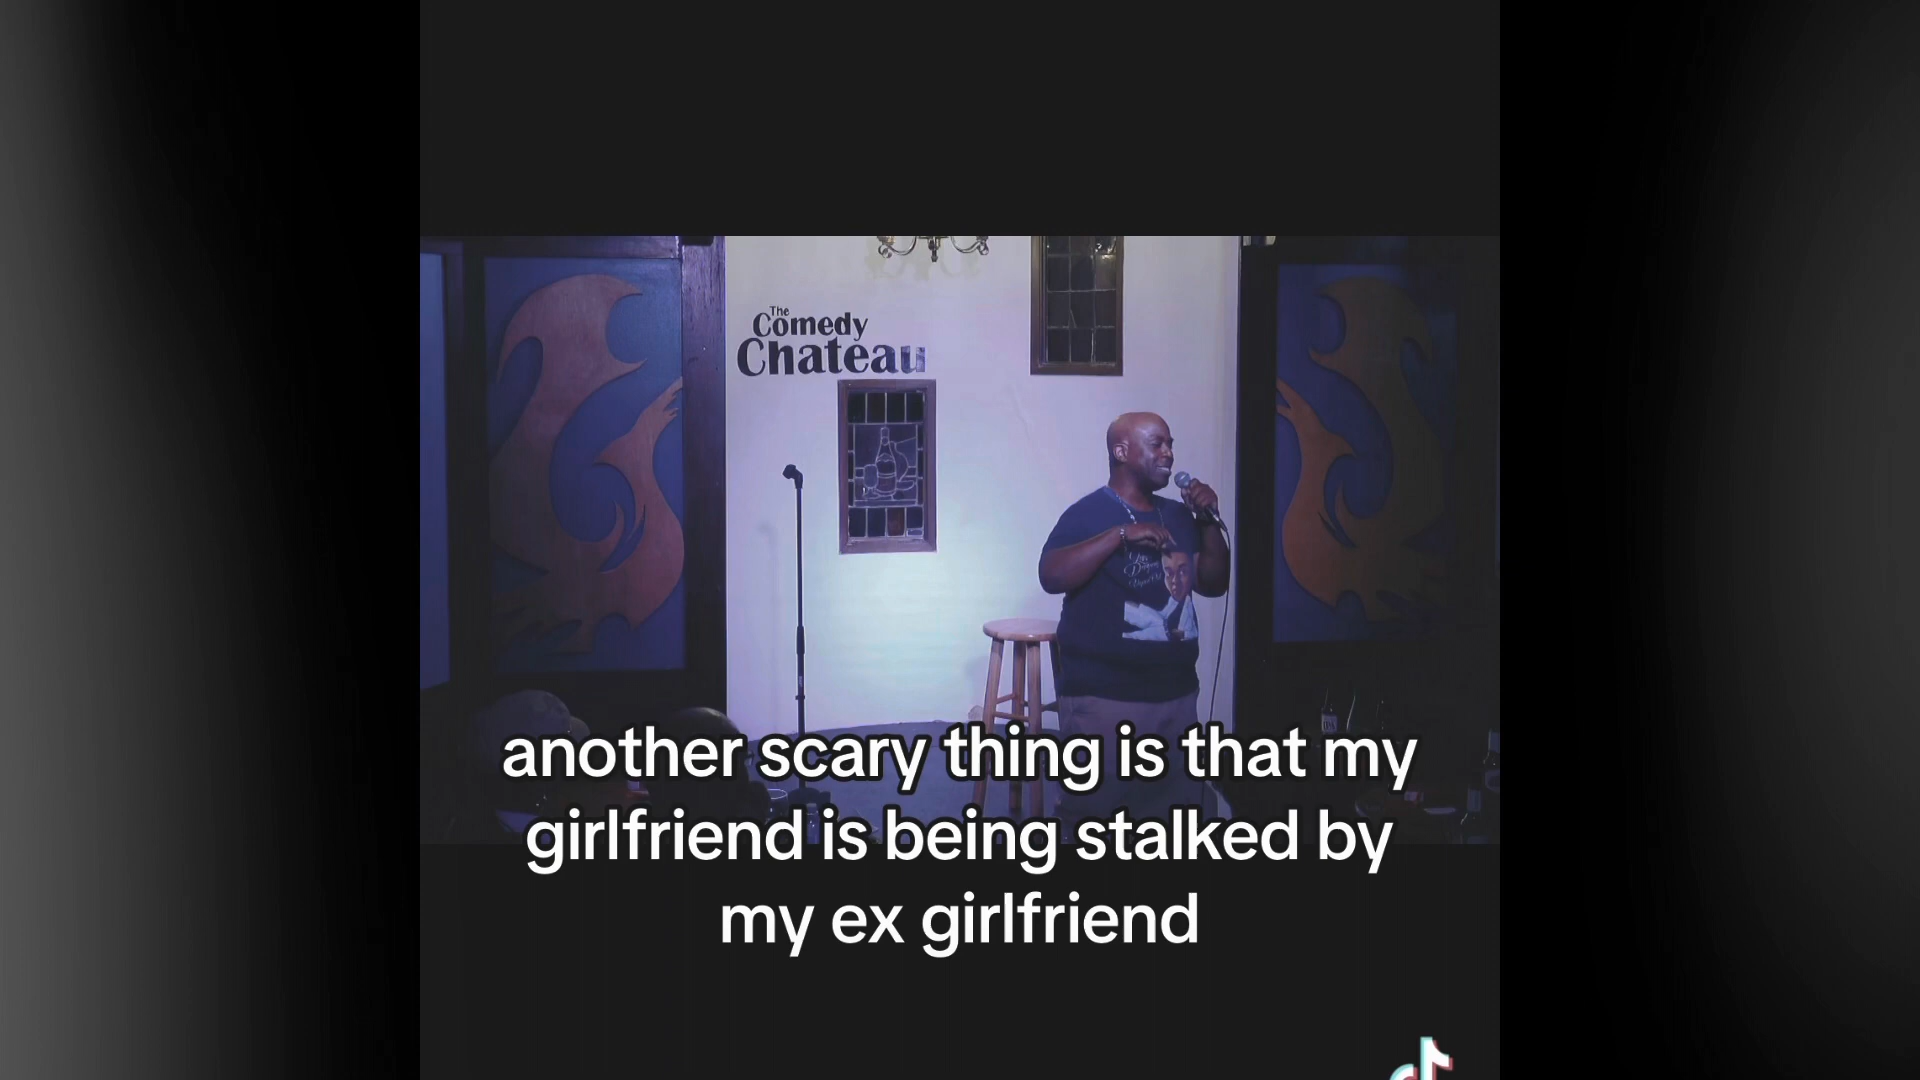 The
Comedy
Chateau
another scary thing is that my
girlfriend is being stalked by
my ex girlfriend